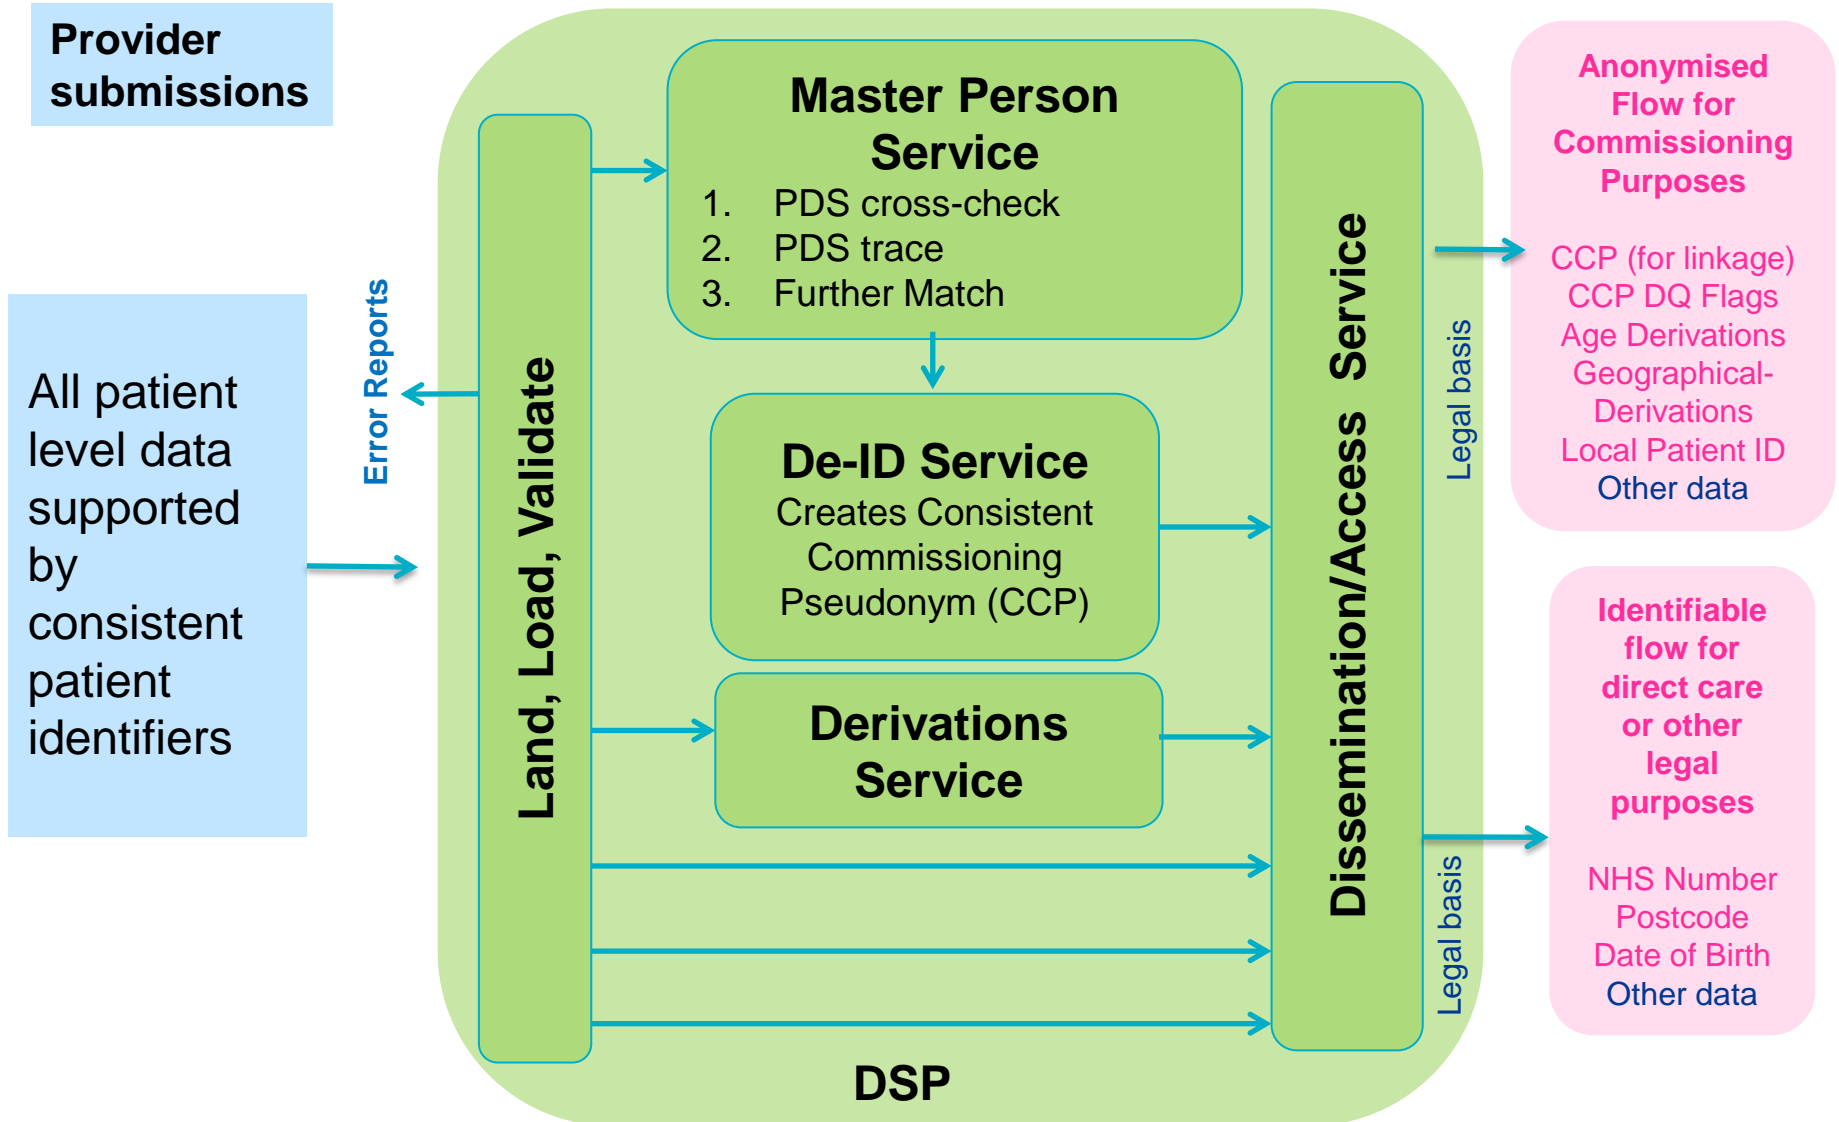 Provider
submissions
All patient
level data
supported
by
consistent
patient
identifiers
Error Reports
Land, Load, Validate
Master Person
Service
1. PDS cross-check
2. PDS trace
3. Further Match
De-ID Service
Creates Consistent
Commissioning
Pseudonym (CCP)
Derivations
Service
DSP
Dissemination/Access Service
Legal basis
Legal basis
Anonymised
Flow for
Commissioning
Purposes
CCP (for linkage)
CCP DQ Flags
Age Derivations
Geographical-
Derivations
Local Patient ID
Other data
Identifiable
flow for
direct care
or other
legal
purposes
NHS Number
Postcode
Date of Birth
Other data